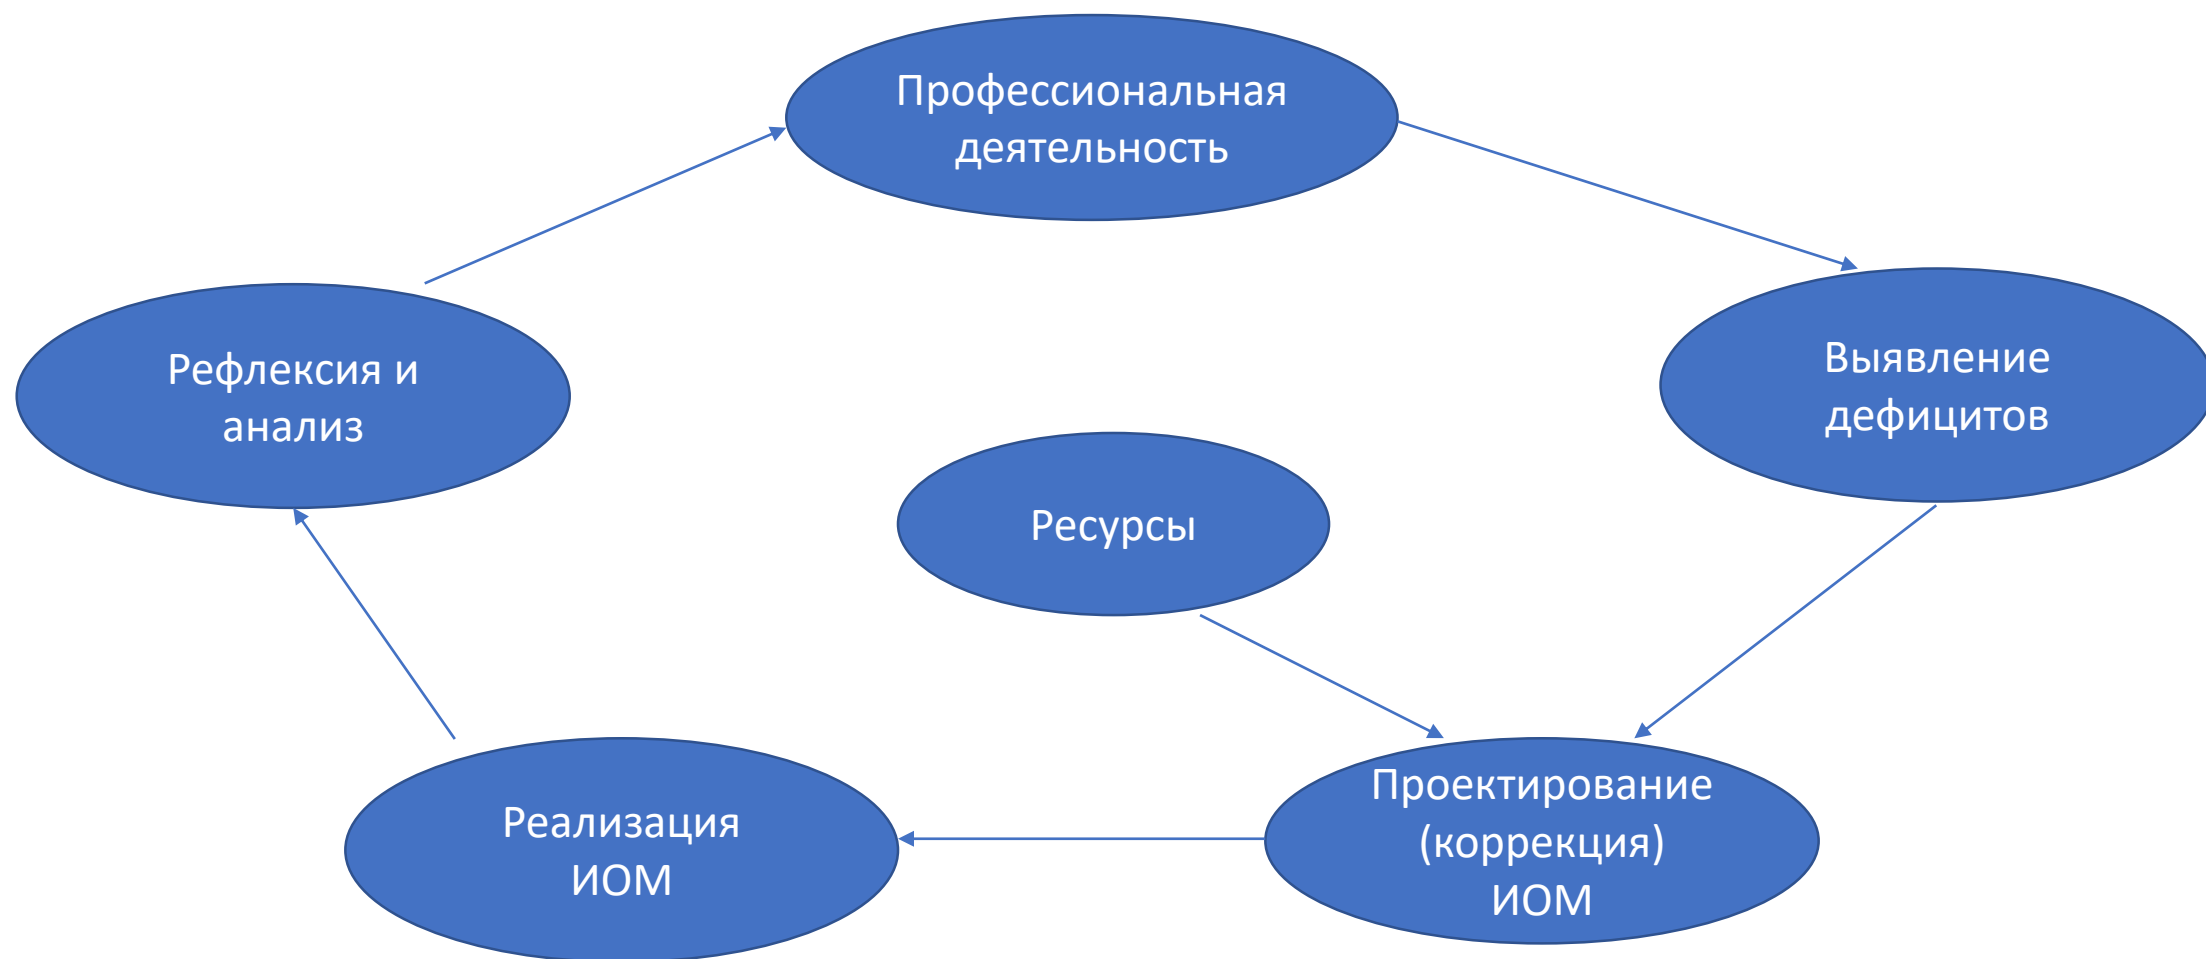 Профессиональная
деятельность
Рефлексия и
анализ
Выявление
дефицитов
Ресурсы
Реализация
ИОМ
Проектирование
(коррекция)
ИОМ